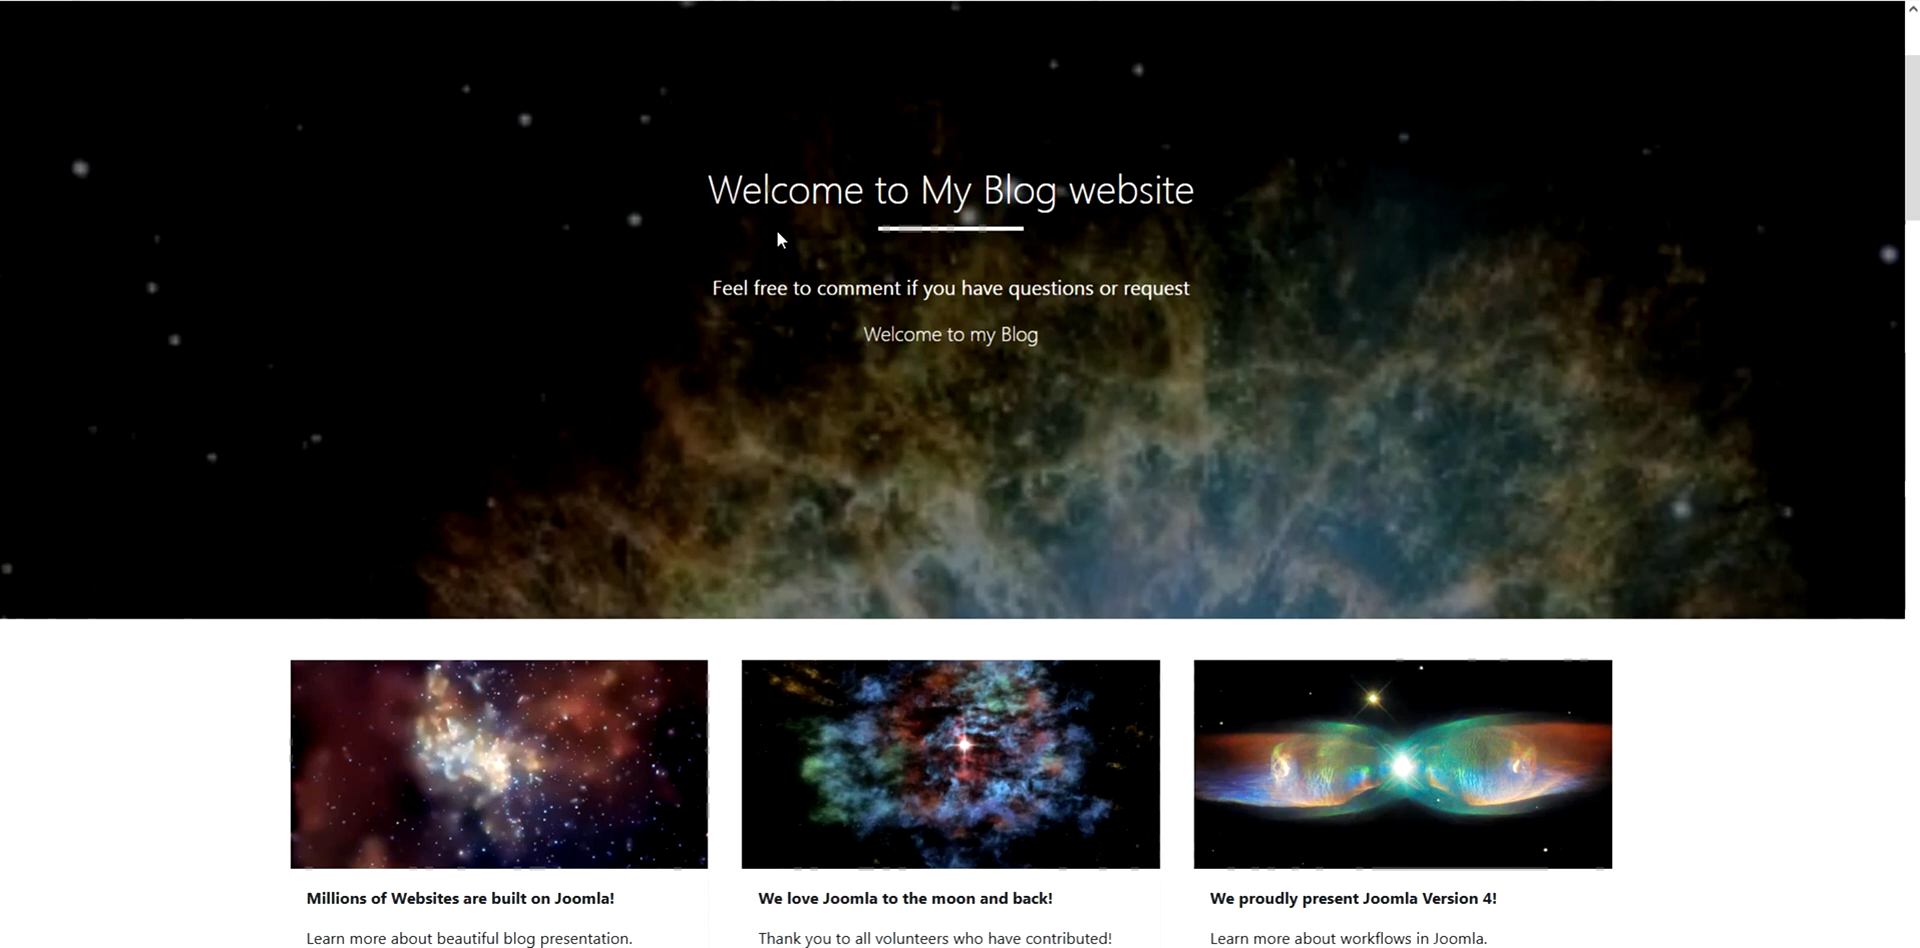 Welcome to My Blog website
Feel free to comment if you have questions or request
Welcome to my Blog
Millions of Websites are built on Joomla!
Learn more about beautiful blog presentation.
We love Joomla to the moon and back!
Thank you to all volunteers who have contributed!
We proudly present Joomla Version 4!
Learn more about workflows in Joomla.